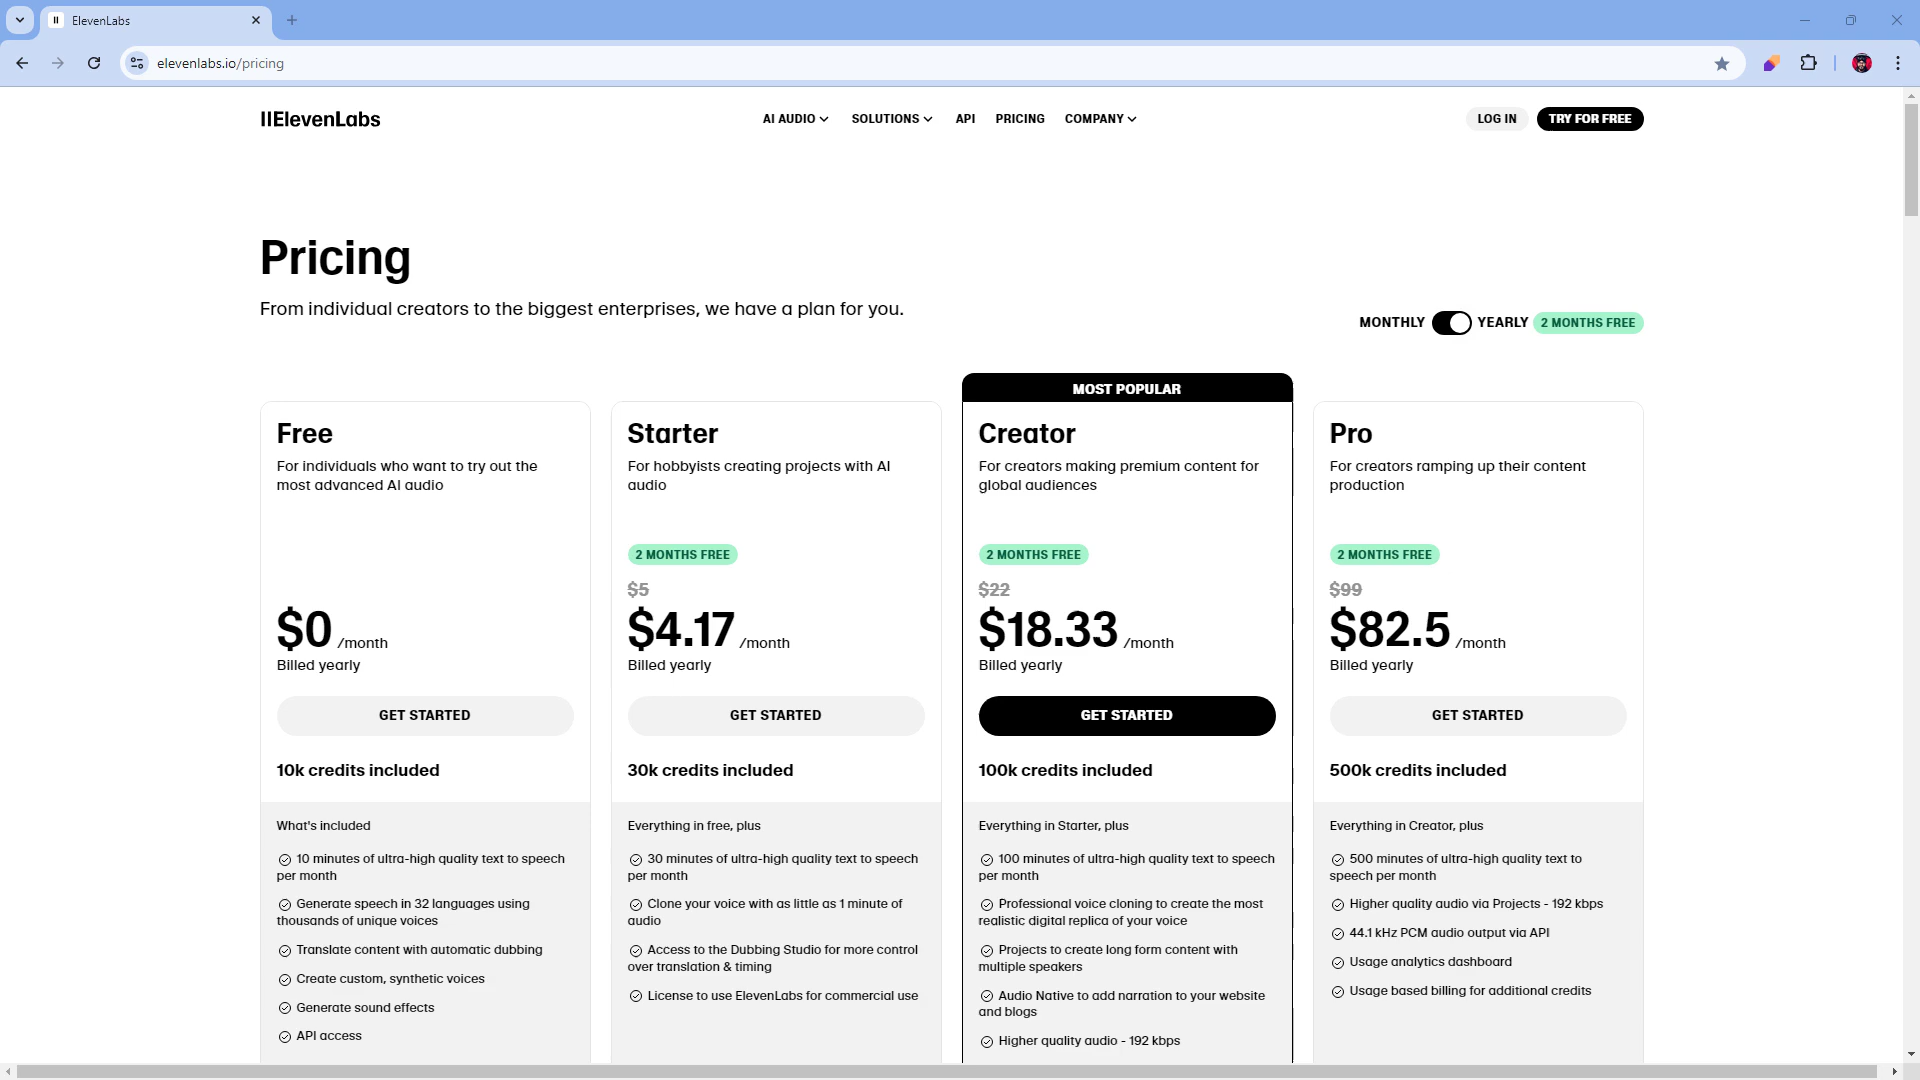 ElevenLabs
elevenlabs.io/pricing
IIElevenLabs
AI AUDIO
SOLUTIONS
API
PRICING
COMPANY
LOG IN
TRY FOR FREE
Pricing
From individual creators to the biggest enterprises, we have a plan for you.
MONTHLY
YEARLY
2 MONTHS FREE
Free
For individuals who want to try out the
most advanced AI audio
$0 /month
Billed yearly
GET STARTED
10k credits included
What's included
10 minutes of ultra-high quality text to speech
per month
Generate speech in 32 languages using
thousands of unique voices
Translate content with automatic dubbing
Create custom, synthetic voices
Generate sound effects
API access
Starter
For hobbyists creating projects with AI
audio
2 MONTHS FREE
$5
$4.17 /month
Billed yearly
GET STARTED
30k credits included
Everything in free, plus
30 minutes of ultra-high quality text to speech
per month
Clone your voice with as little as 1 minute of
audio
Access to the Dubbing Studio for more control
over translation & timing
License to use ElevenLabs for commercial use
MOST POPULAR
Creator
For creators making premium content for
global audiences
2 MONTHS FREE
$22
$18.33 /month
Billed yearly
GET STARTED
100k credits included
Everything in Starter, plus
100 minutes of ultra-high quality text to speech
per month
Professional voice cloning to create the most
realistic digital replica of your voice
Projects to create long form content with
multiple speakers
Audio Native to add narration to your website
and blogs
Higher quality audio - 192 kbps
Pro
For creators ramping up their content
production
2 MONTHS FREE
$99
$82.5 /month
Billed yearly
GET STARTED
500k credits included
Everything in Creator, plus
500 minutes of ultra-high quality text to
speech per month
Higher quality audio via Projects - 192 kbps
44.1 kHz PCM audio output via API
Usage analytics dashboard
Usage based billing for additional credits